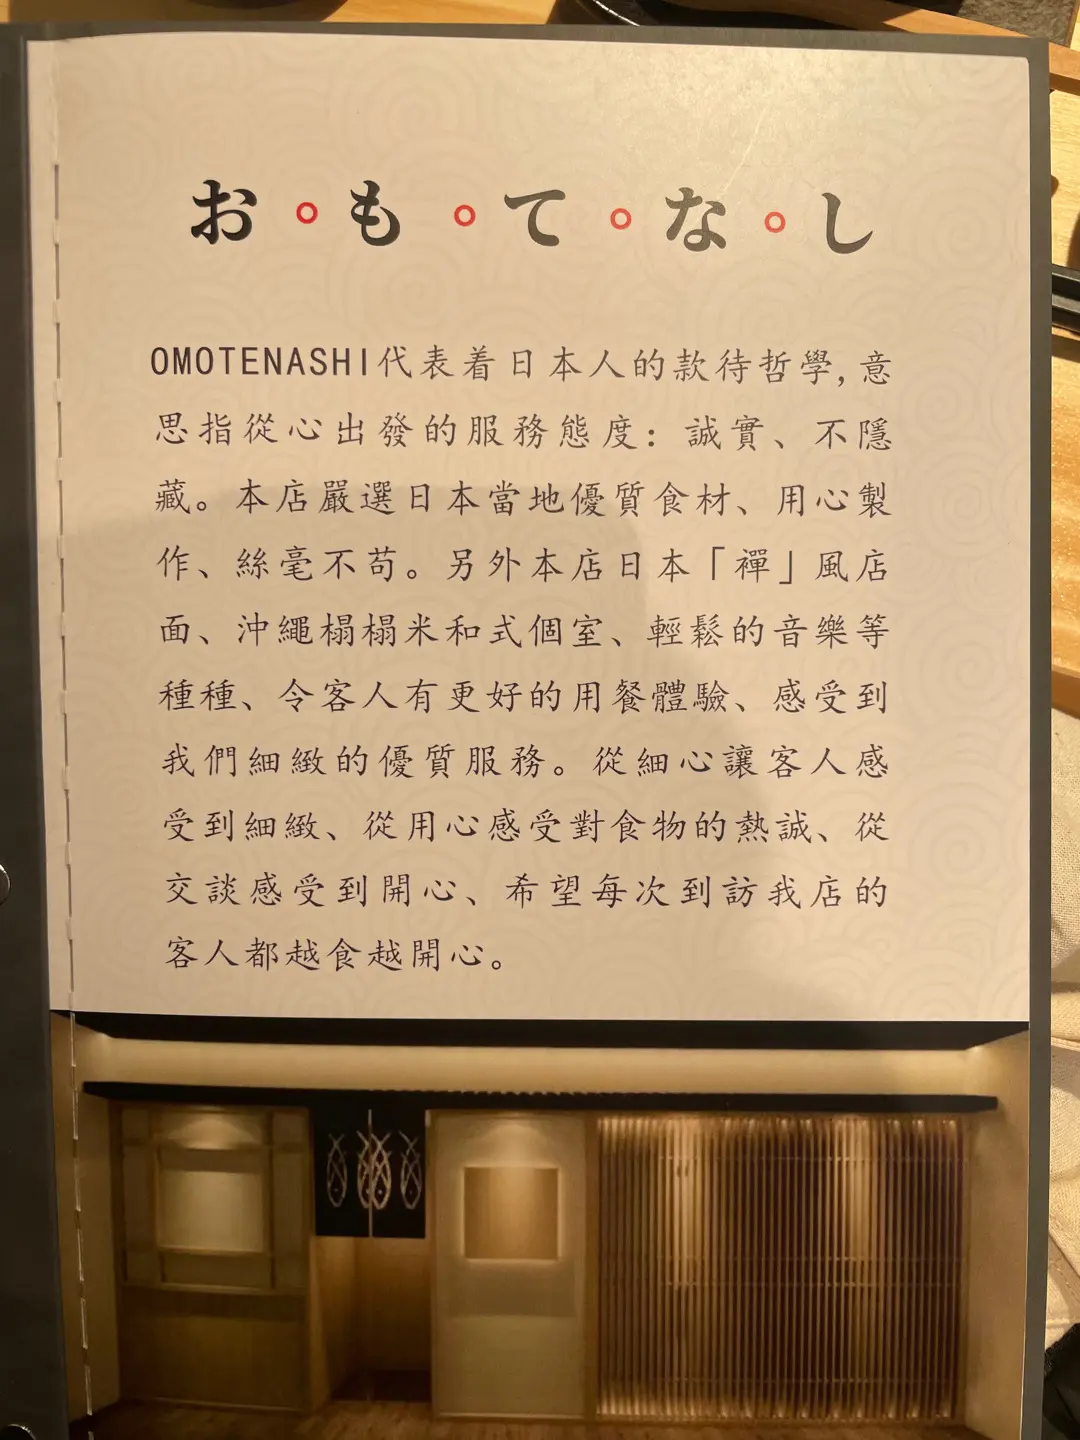 お。も。て。な。し
OMOTENASHI代表着日本人的款待哲學,意
思指從心出發的服務態度：誠實、不隱
藏。本店嚴選日本當地優質食材、用心製
作、絲毫不苟。另外本店日本「禪」風店
面、沖繩榻榻米和式個室、輕鬆的音樂等
種種、令客人有更好的用餐體驗、感受到
我們細緻的優質服務。從細心讓客人感
受到細緻、從用心感受對食物的熱誠、從
交談感受到開心、希望每次到訪我店的
客人都越食越開心。